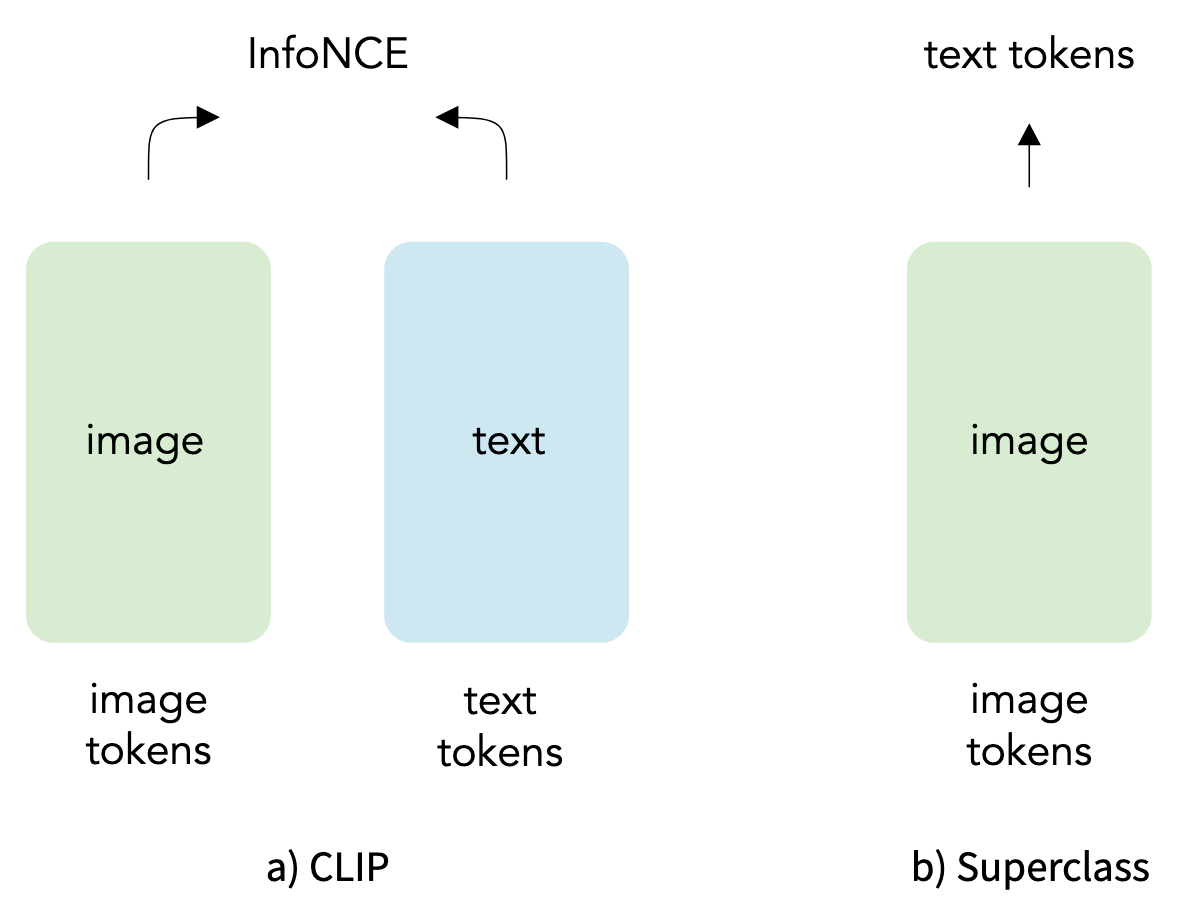 InfoNCE
text tokens
image
text
image
image
tokens
text
tokens
image
tokens
a) CLIP
b) Superclass